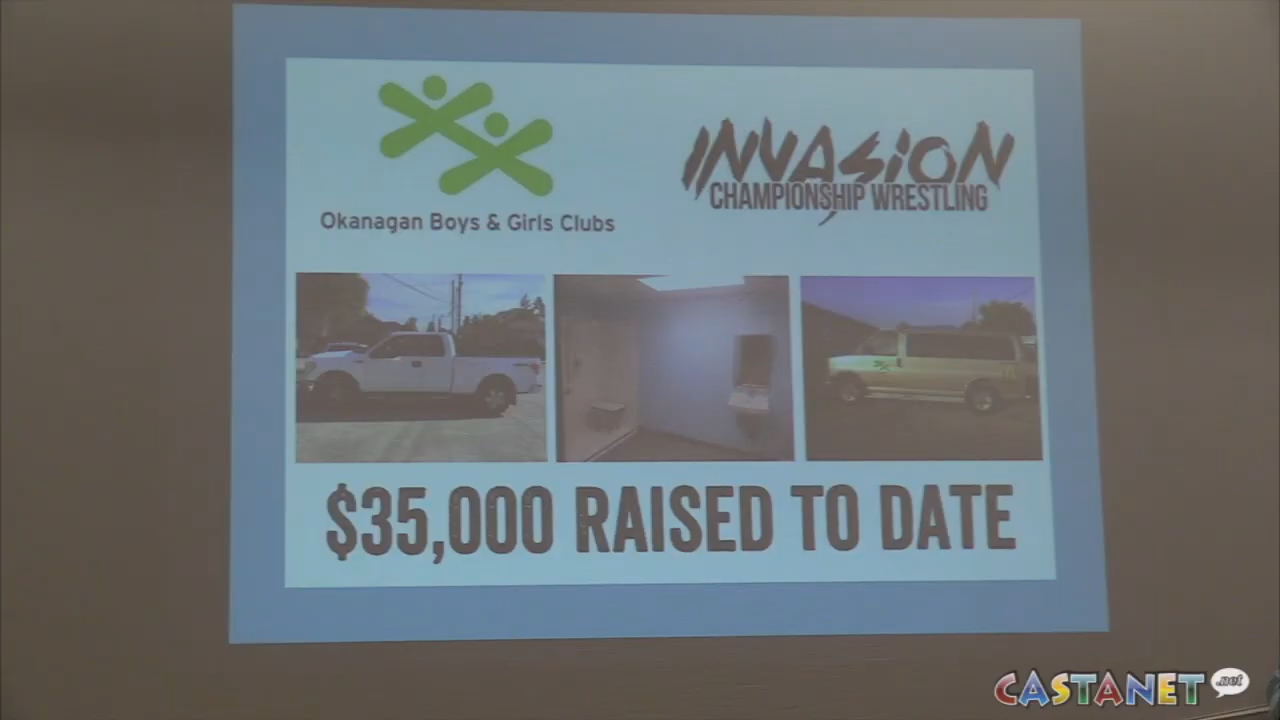 Okanagan Boys & Girls Clubs
INVASION
CHAMPIONSHIP WRESTLING
$35,000 RAISED TO DATE
CASTANET .net